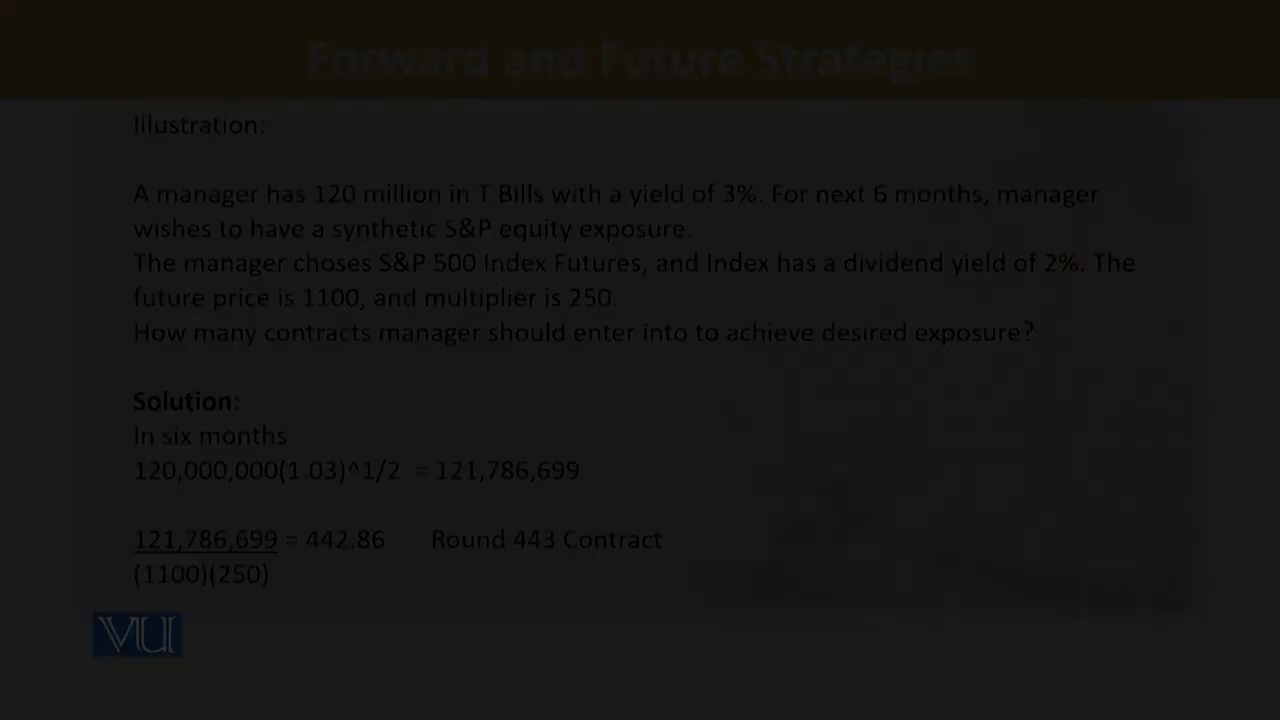 Forward and Future Strategies
Illustration:
A manager has 120 million in T Bills with a yield of 3%. For next 6 months, manager
wishes to have a synthetic S&P equity exposure.
The manager choses S&P 500 Index Futures, and Index has a dividend yield of 2%. The
future price is 1100, and multiplier is 250.
How many contracts manager should enter into to achieve desired exposure?
Solution:
In six months
120,000,000(1.03)^1/2 = 121,786,699
121,786,699 = 442.86 Round 443 Contract
(1100)(250)
VU